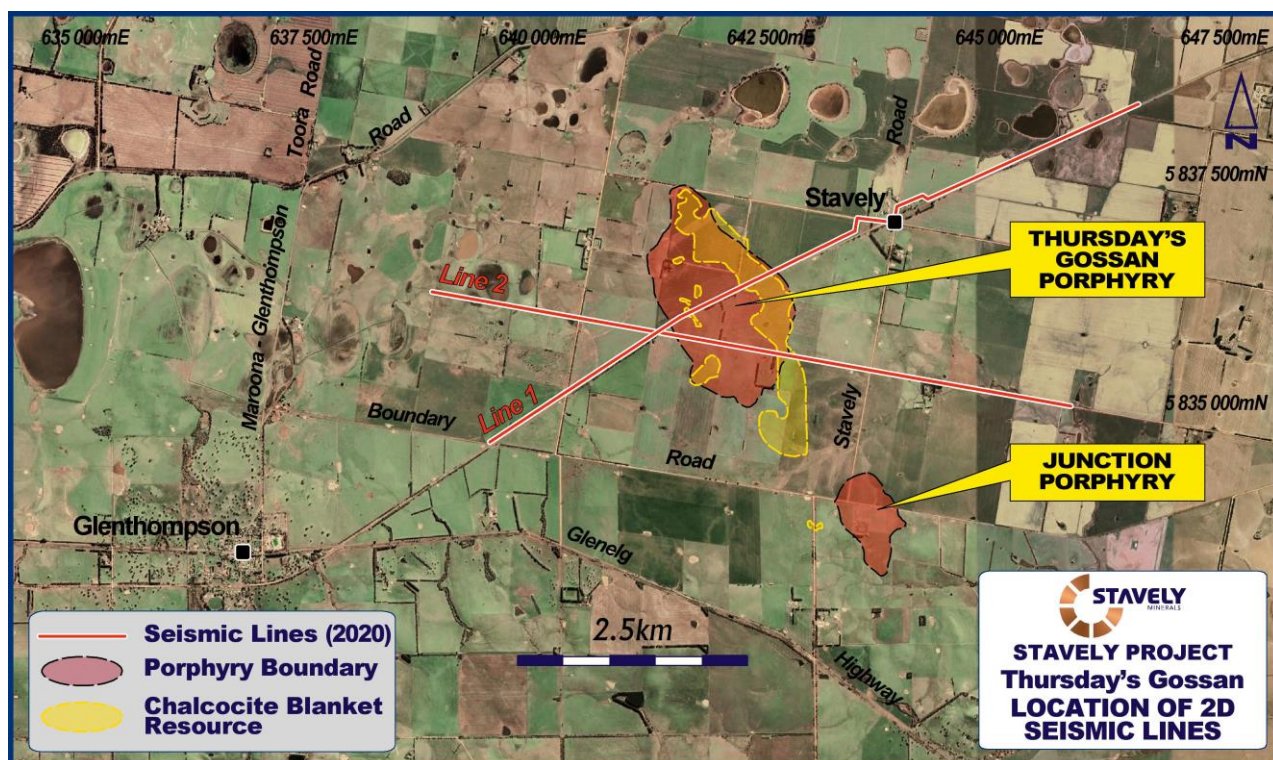 635 000mE
637 500mE
640 000mE
642 500mE
645 000mE
647 500mE
Toora Road
Road
Road
N
5 837 500mN
Stavely
THURSDAY'S
GOSSAN
PORPHYRY
Line 2
Maroona - Glenthompson
Line 1
Boundary
Road
Stavely
5 835 000mN
JUNCTION
PORPHYRY
Glenthompson
Glenelg
Highway
2.5km
Seismic Lines (2020)
Porphyry Boundary
Chalcocite Blanket
Resource
STAVELY
MINERALS
STAVELY PROJECT
Thursday's Gossan
LOCATION OF 2D
SEISMIC LINES